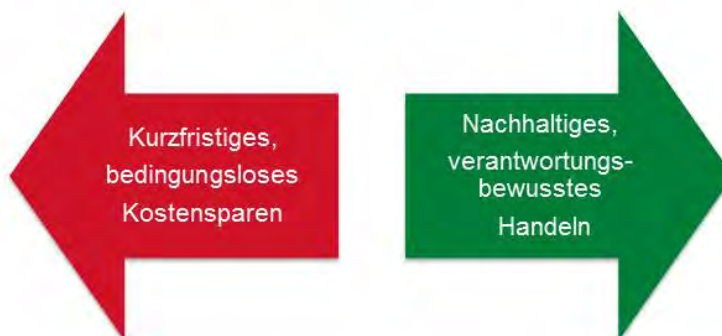 Kurzfristiges,
bedingungsloses
Kostensparen
Nachhaltiges,
verantwortungs-
bewusstes
Handeln